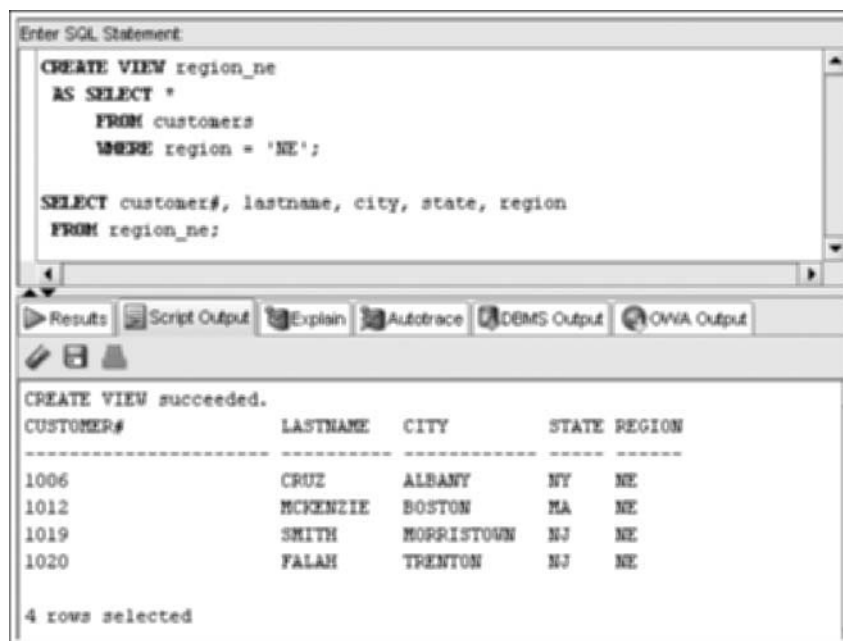 Enter SQL Statement:
CREATE VIEW region_ne
AS SELECT *
FROM customers
WHERE region = 'NE';
SELECT customer#, lastname, city, state, region
FROM region_ne;
Results Script Output Explain Autotrace DBMS Output OWA Output
CREATE VIEW succeeded.
CUSTOMER# LASTNAME CITY STATE REGION
---------------------- ---------- ------------ ----- ------
1006 CRUZ ALBANY NY NE
1012 MCKENZIE BOSTON MA NE
1019 SMITH MORRISTOWN NJ NE
1020 FALAH TRENTON NJ NE
4 rows selected